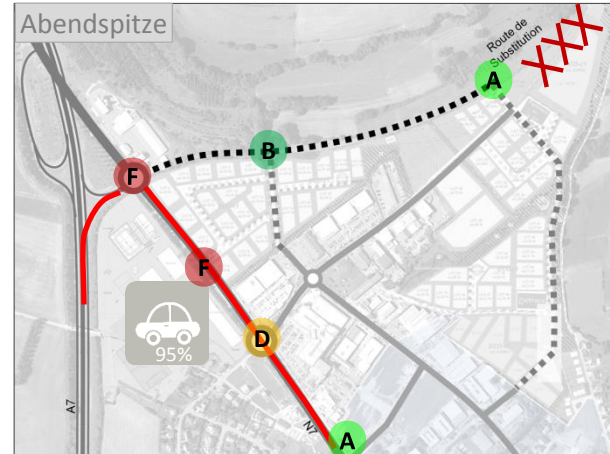 Abendspitze
Route de
Substitution
A
B
F
F
D
95%
A7
N7
A